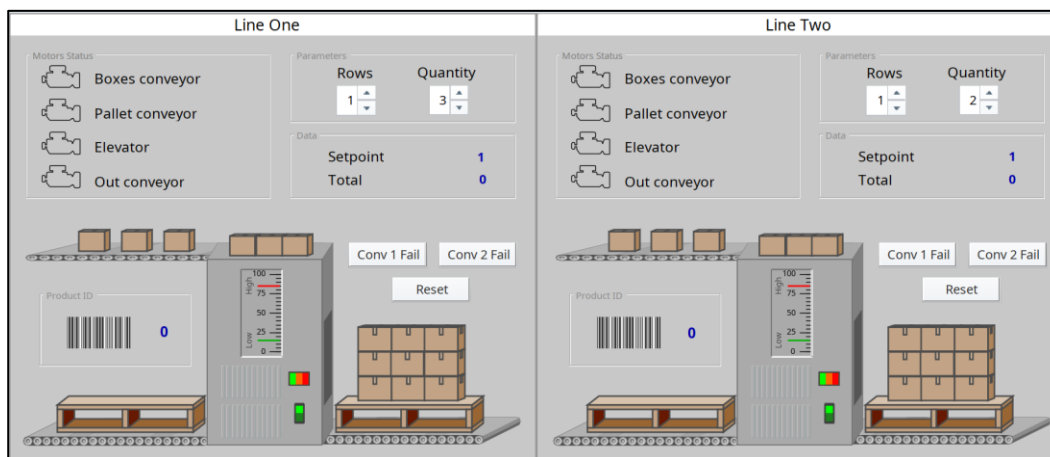 Line One
Motors Status
Boxes conveyor
Pallet conveyor
Elevator
Out conveyor
Parameters
Rows Quantity
1 3
Data
Setpoint 1
Total 0
Conv 1 Fail Conv 2 Fail
Reset
Product ID
0
High
Low
100
75
50
25
0
Line Two
Motors Status
Boxes conveyor
Pallet conveyor
Elevator
Out conveyor
Parameters
Rows Quantity
1 2
Data
Setpoint 1
Total 0
Conv 1 Fail Conv 2 Fail
Reset
Product ID
0
High
Low
100
75
50
25
0